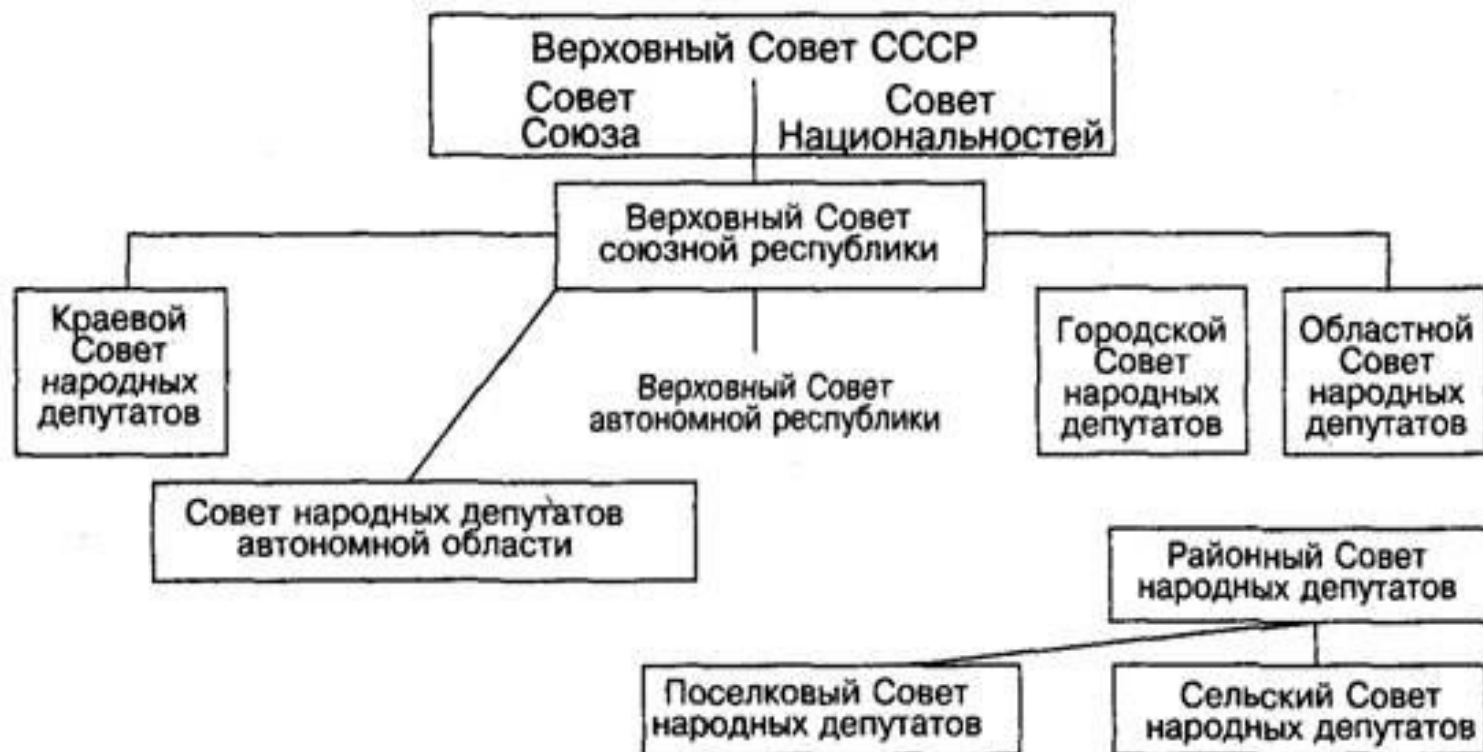 Верховный Совет СССР
Совет
Союза
Совет
Национальностей
Верховный Совет
союзной республики
Краевой
Совет
народных
депутатов
Верховный Совет
автономной республики
Городской
Совет
народных
депутатов
Областной
Совет
народных
депутатов
Совет народных депутатов
автономной области
Районный Совет
народных депутатов
Поселковый Совет
народных депутатов
Сельский Совет
народных депутатов